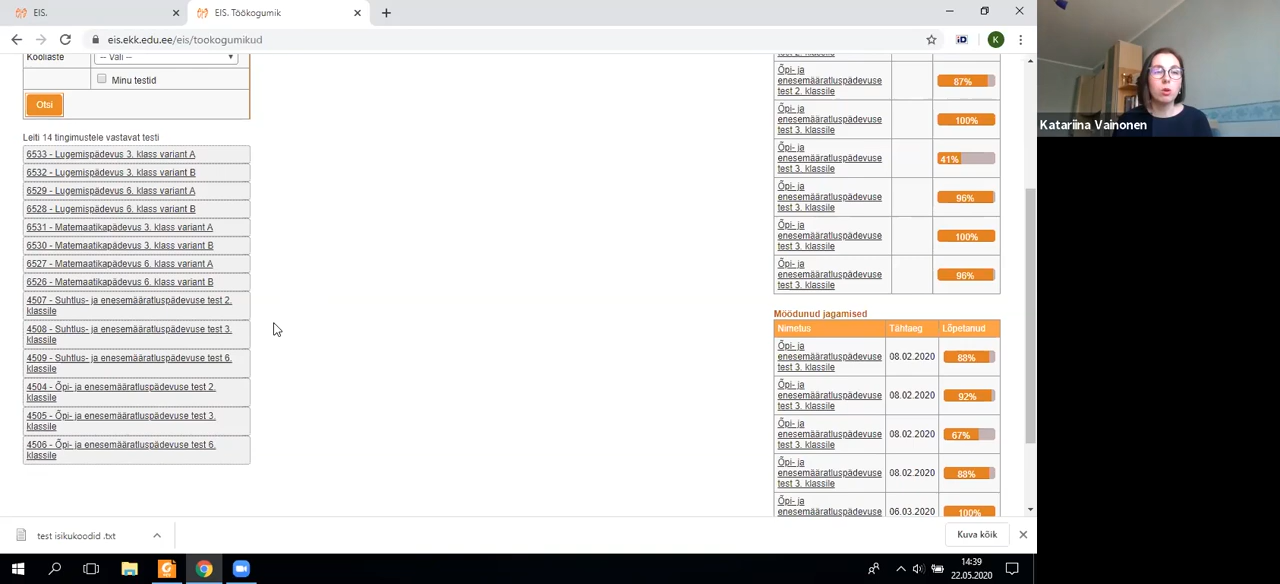 EIS.
EIS. Töökogumik
eis.ekk.edu.ee/eis/tookogumikud
iD
K
Kooliaste
-- Vali --
Minu testid
Otsi
Leiti 14 tingimustele vastavat testi
6533 - Lugemispädevus 3. klass variant A
6532 - Lugemispädevus 3. klass variant B
6529 - Lugemispädevus 6. klass variant A
6528 - Lugemispädevus 6. klass variant B
6531 - Matemaatikapädevus 3. klass variant A
6530 - Matemaatikapädevus 3. klass variant B
6527 - Matemaatikapädevus 6. klass variant A
6526 - Matemaatikapädevus 6. klass variant B
4507 - Suhtlus- ja enesemääratluspädevuse test 2.
klassile
4508 - Suhtlus- ja enesemääratluspädevuse test 3.
klassile
4509 - Suhtlus- ja enesemääratluspädevuse test 6.
klassile
4504 - Õpi- ja enesemääratluspädevuse test 2.
klassile
4505 - Õpi- ja enesemääratluspädevuse test 3.
klassile
4506 - Õpi- ja enesemääratluspädevuse test 6.
klassile
test 2. klassile
Õpi- ja
enesemääratluspädevuse
test 2. klassile
87%
Õpi- ja
enesemääratluspädevuse
test 3. klassile
100%
Õpi- ja
enesemääratluspädevuse
test 3. klassile
41%
Õpi- ja
enesemääratluspädevuse
test 3. klassile
96%
Õpi- ja
enesemääratluspädevuse
test 3. klassile
100%
Õpi- ja
enesemääratluspädevuse
test 3. klassile
96%
Möödunud jagamised
Nimetus Tähtaeg Lõpetanud
Õpi- ja
enesemääratluspädevuse
test 3. klassile
08.02.2020 88%
Õpi- ja
enesemääratluspädevuse
test 3. klassile
08.02.2020 92%
Õpi- ja
enesemääratluspädevuse
test 3. klassile
08.02.2020 67%
Õpi- ja
enesemääratluspädevuse
test 3. klassile
08.02.2020 88%
Õpi- ja
enesemääratluspädevuse
06.03.2020 100%
Katariina Vainonen
test isikukoodid .txt
Kuva kõik
14:39
22.05.2020